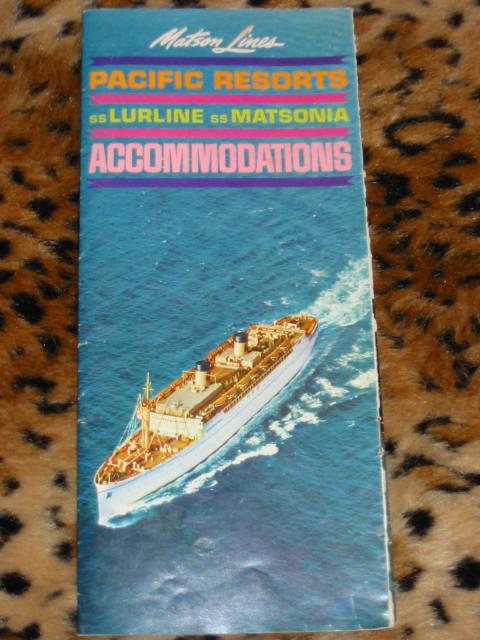 Matson Lines
PACIFIC RESORTS
SS LURLINE SS MATSONIA
ACCOMMODATIONS